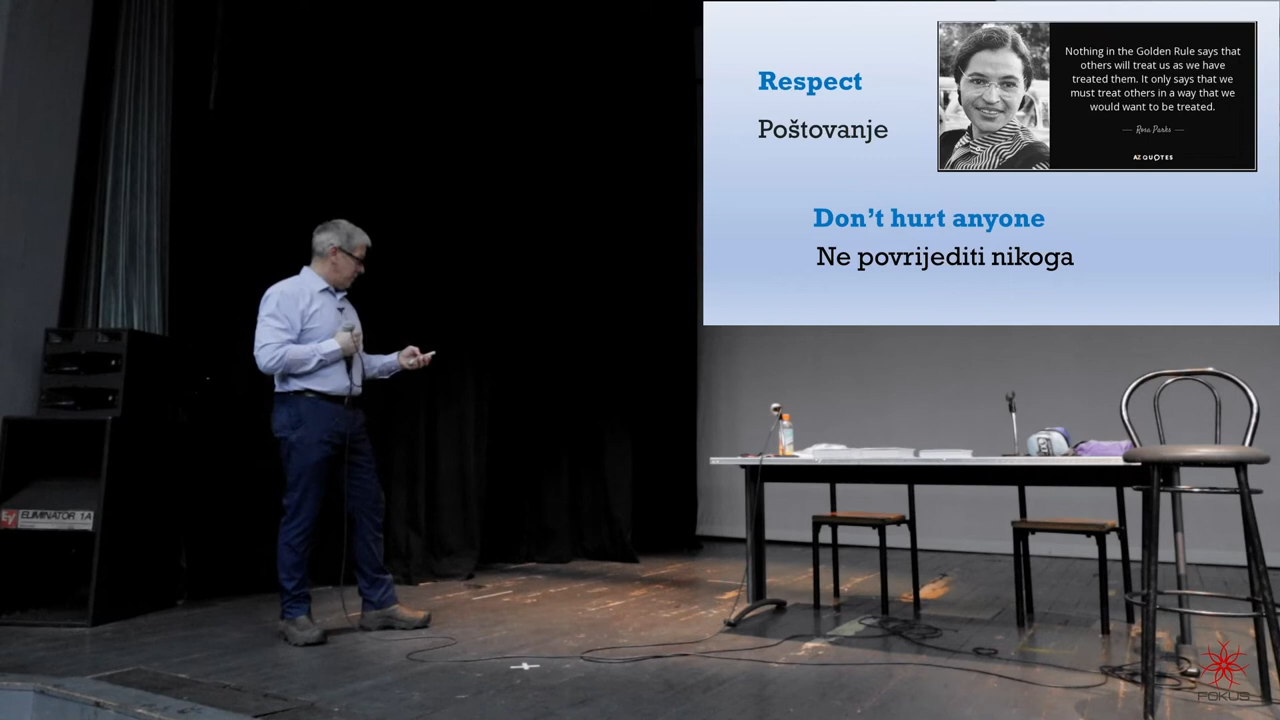 Respect
Poštovanje
Nothing in the Golden Rule says that
others will treat us as we have
treated them. It only says that we
must treat others in a way that we
would want to be treated.
— Rosa Parks —
AZ QUOTES
Don't hurt anyone
Ne povrijediti nikoga
EV ELIMINATOR 1A
FOKUS